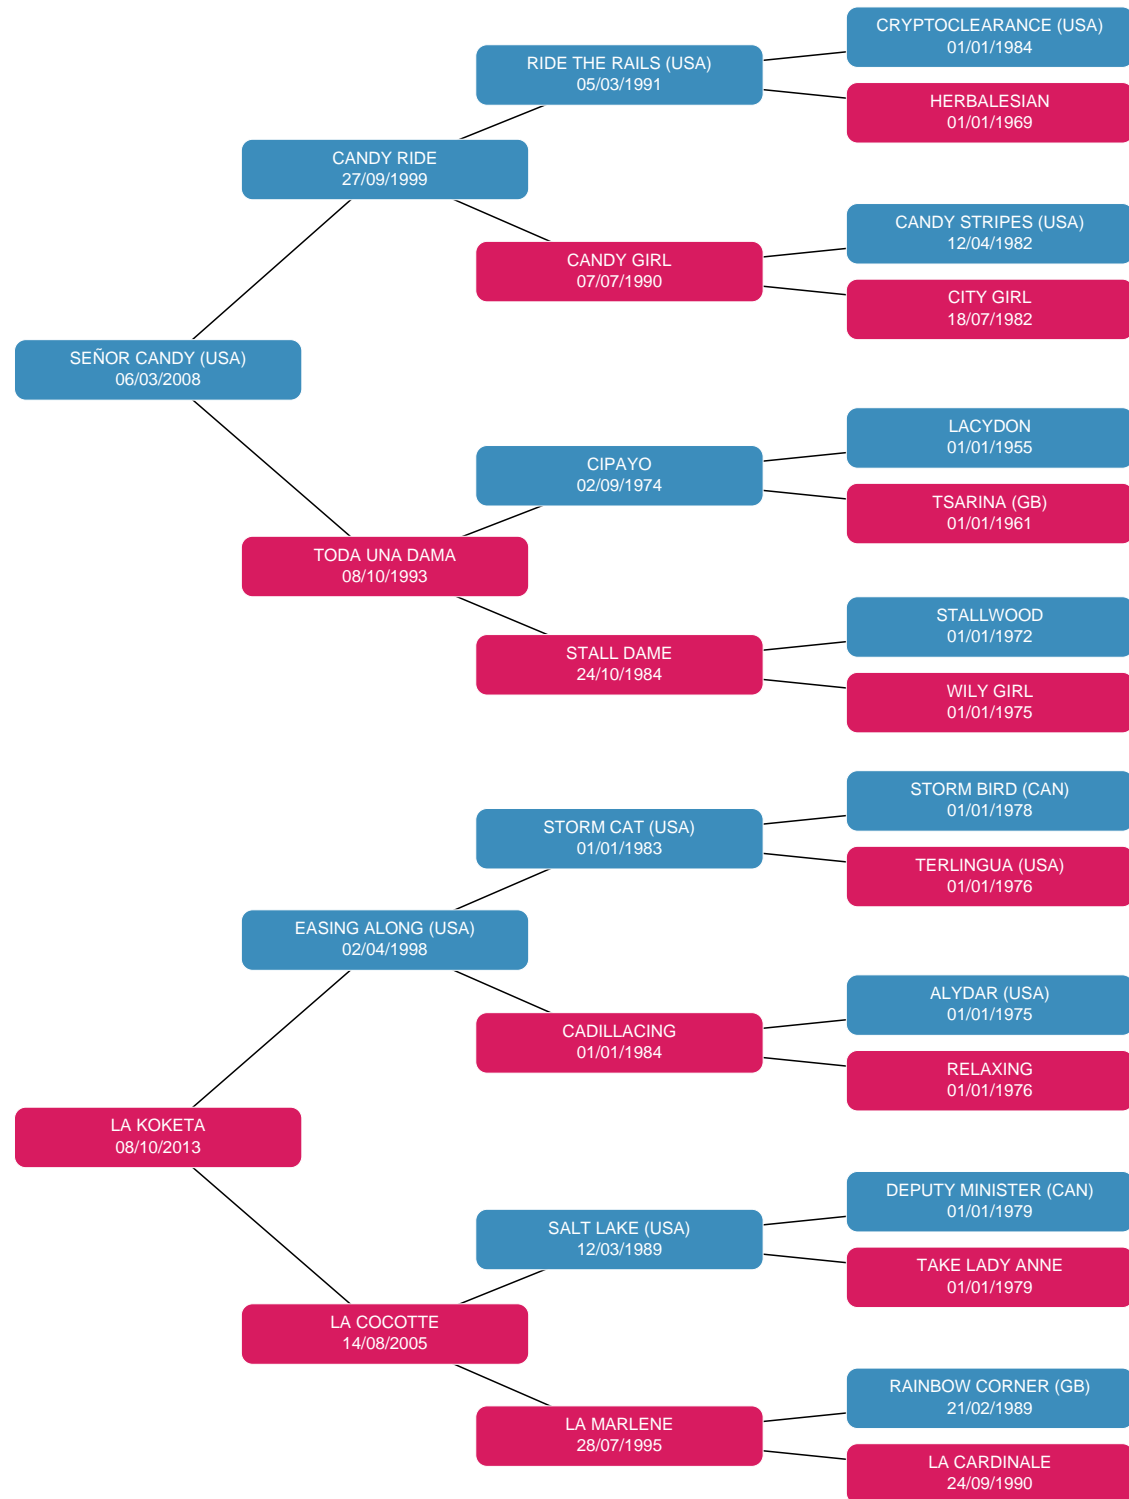 CRYPTOCLEARANCE (USA)
01/01/1984
RIDE THE RAILS (USA)
05/03/1991
HERBALESIAN
01/01/1969
CANDY RIDE
27/09/1999
CANDY STRIPES (USA)
12/04/1982
CANDY GIRL
07/07/1990
CITY GIRL
18/07/1982
SEÑOR CANDY (USA)
06/03/2008
LACYDON
01/01/1955
CIPAYO
02/09/1974
TSARINA (GB)
01/01/1961
TODA UNA DAMA
08/10/1993
STALLWOOD
01/01/1972
STALL DAME
24/10/1984
WILY GIRL
01/01/1975
STORM BIRD (CAN)
01/01/1978
STORM CAT (USA)
01/01/1983
TERLINGUA (USA)
01/01/1976
EASING ALONG (USA)
02/04/1998
ALYDAR (USA)
01/01/1975
CADILLACING
01/01/1984
RELAXING
01/01/1976
LA KOKETA
08/10/2013
DEPUTY MINISTER (CAN)
01/01/1979
SALT LAKE (USA)
12/03/1989
TAKE LADY ANNE
01/01/1979
LA COCOTTE
14/08/2005
RAINBOW CORNER (GB)
21/02/1989
LA MARLENE
28/07/1995
LA CARDINALE
24/09/1990